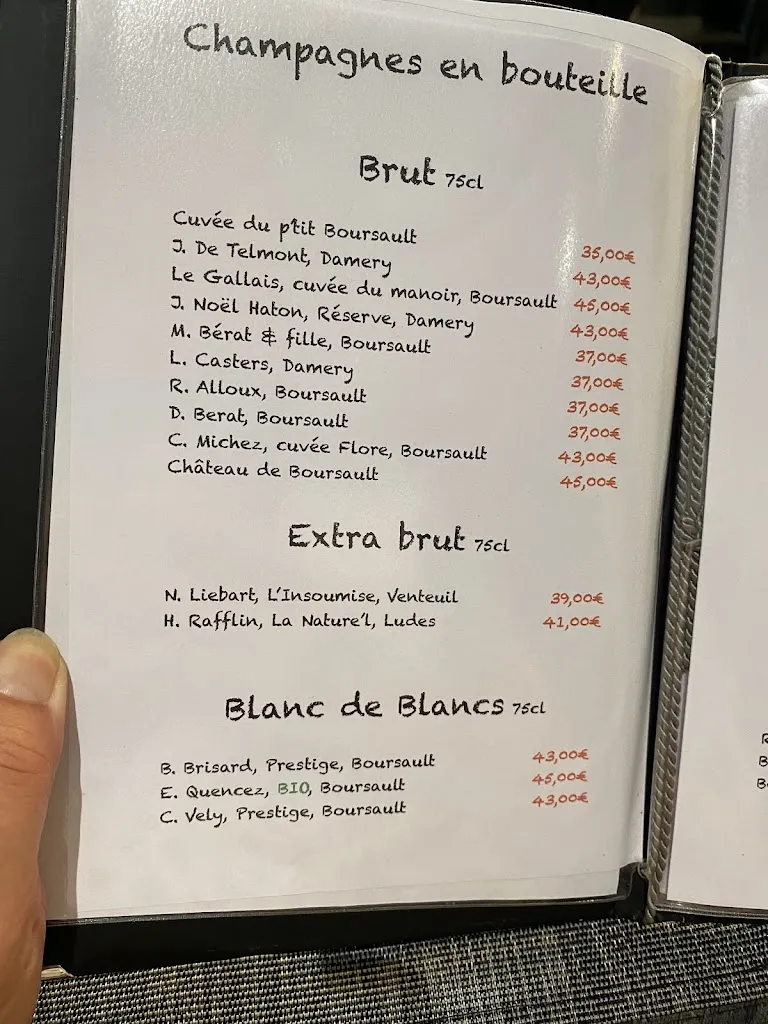 Champagnes en bouteille
Brut 75cl
Cuvée du p'tit Boursault 35,00€
J. De Telmont, Damery 43,00€
Le Gallais, cuvée du manoir, Boursault 45,00€
J. Noël Haton, Réserve, Damery 43,00€
M. Bérat & fille, Boursault 37,00€
L. Casters, Damery 37,00€
R. Alloux, Boursault 37,00€
D. Berat, Boursault 37,00€
C. Michez, cuvée Flore, Boursault 43,00€
Château de Boursault 45,00€
Extra brut 75cl
N. Liebart, L'Insoumise, Venteuil 39,00€
H. Rafflin, La Nature'l, Ludes 41,00€
Blanc de Blancs 75cl
B. Brisard, Prestige, Boursault 43,00€
E. Quencez, BIO, Boursault 45,00€
C. Vely, Prestige, Boursault 43,00€